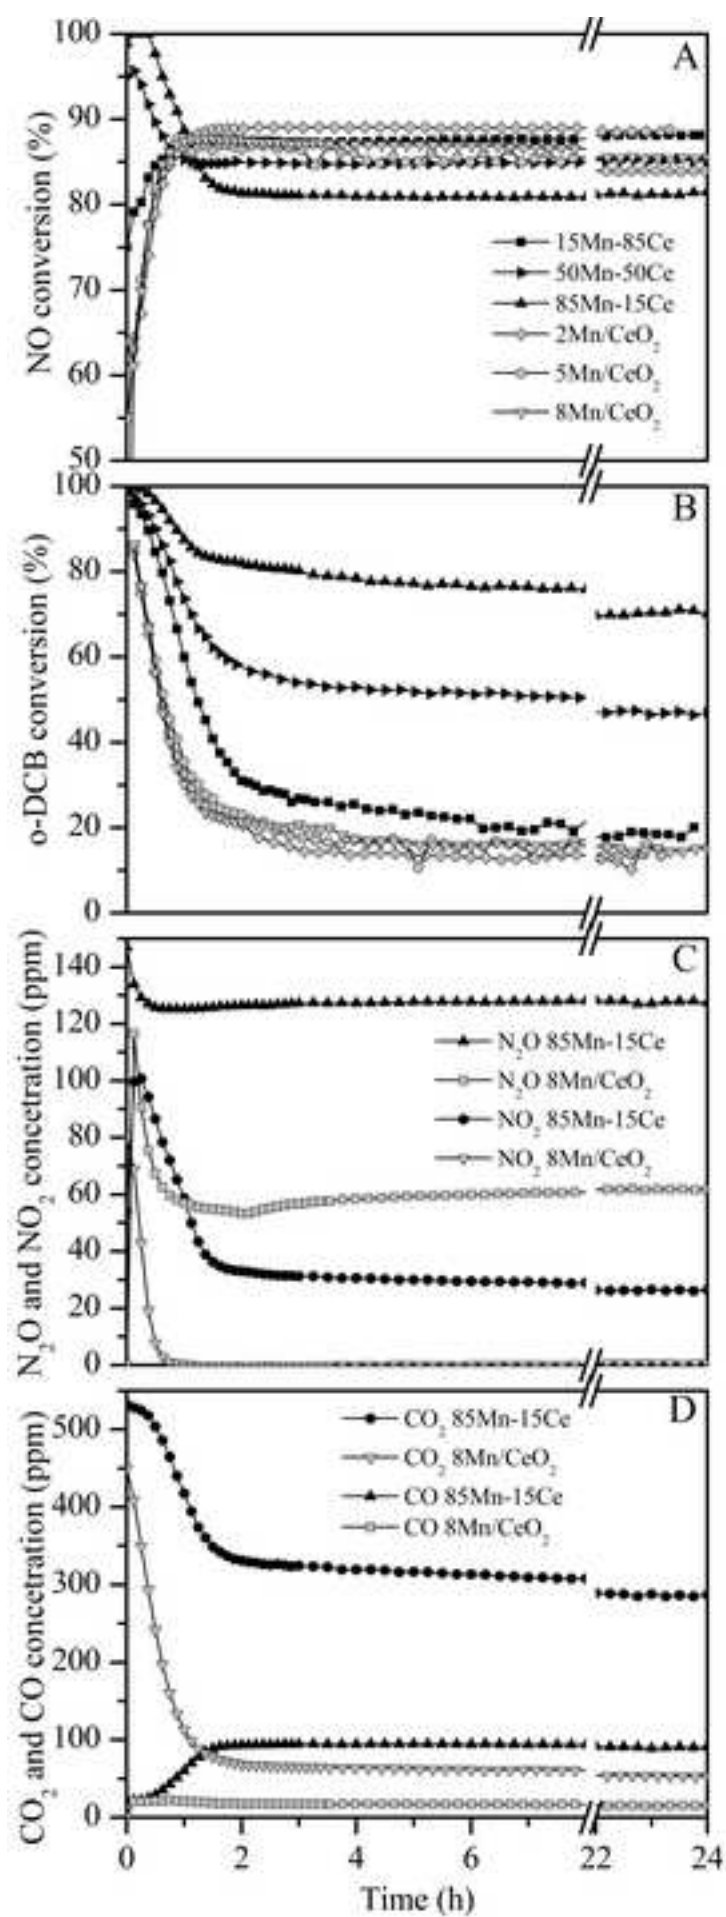 A
NO conversion (%)
100
90
80
70
60
50
15Mn-85Ce
50Mn-50Ce
85Mn-15Ce
2Mn/CeO₂
5Mn/CeO₂
8Mn/CeO₂
B
o-DCB conversion (%)
100
80
60
40
20
0
C
N₂O and NO₂ concetration (ppm)
140
120
100
80
60
40
20
0
N₂O 85Mn-15Ce
N₂O 8Mn/CeO₂
NO₂ 85Mn-15Ce
NO₂ 8Mn/CeO₂
D
CO₂ and CO concetration (ppm)
500
400
300
200
100
0
CO₂ 85Mn-15Ce
CO₂ 8Mn/CeO₂
CO 85Mn-15Ce
CO 8Mn/CeO₂
0 2 4 6 22 24
Time (h)